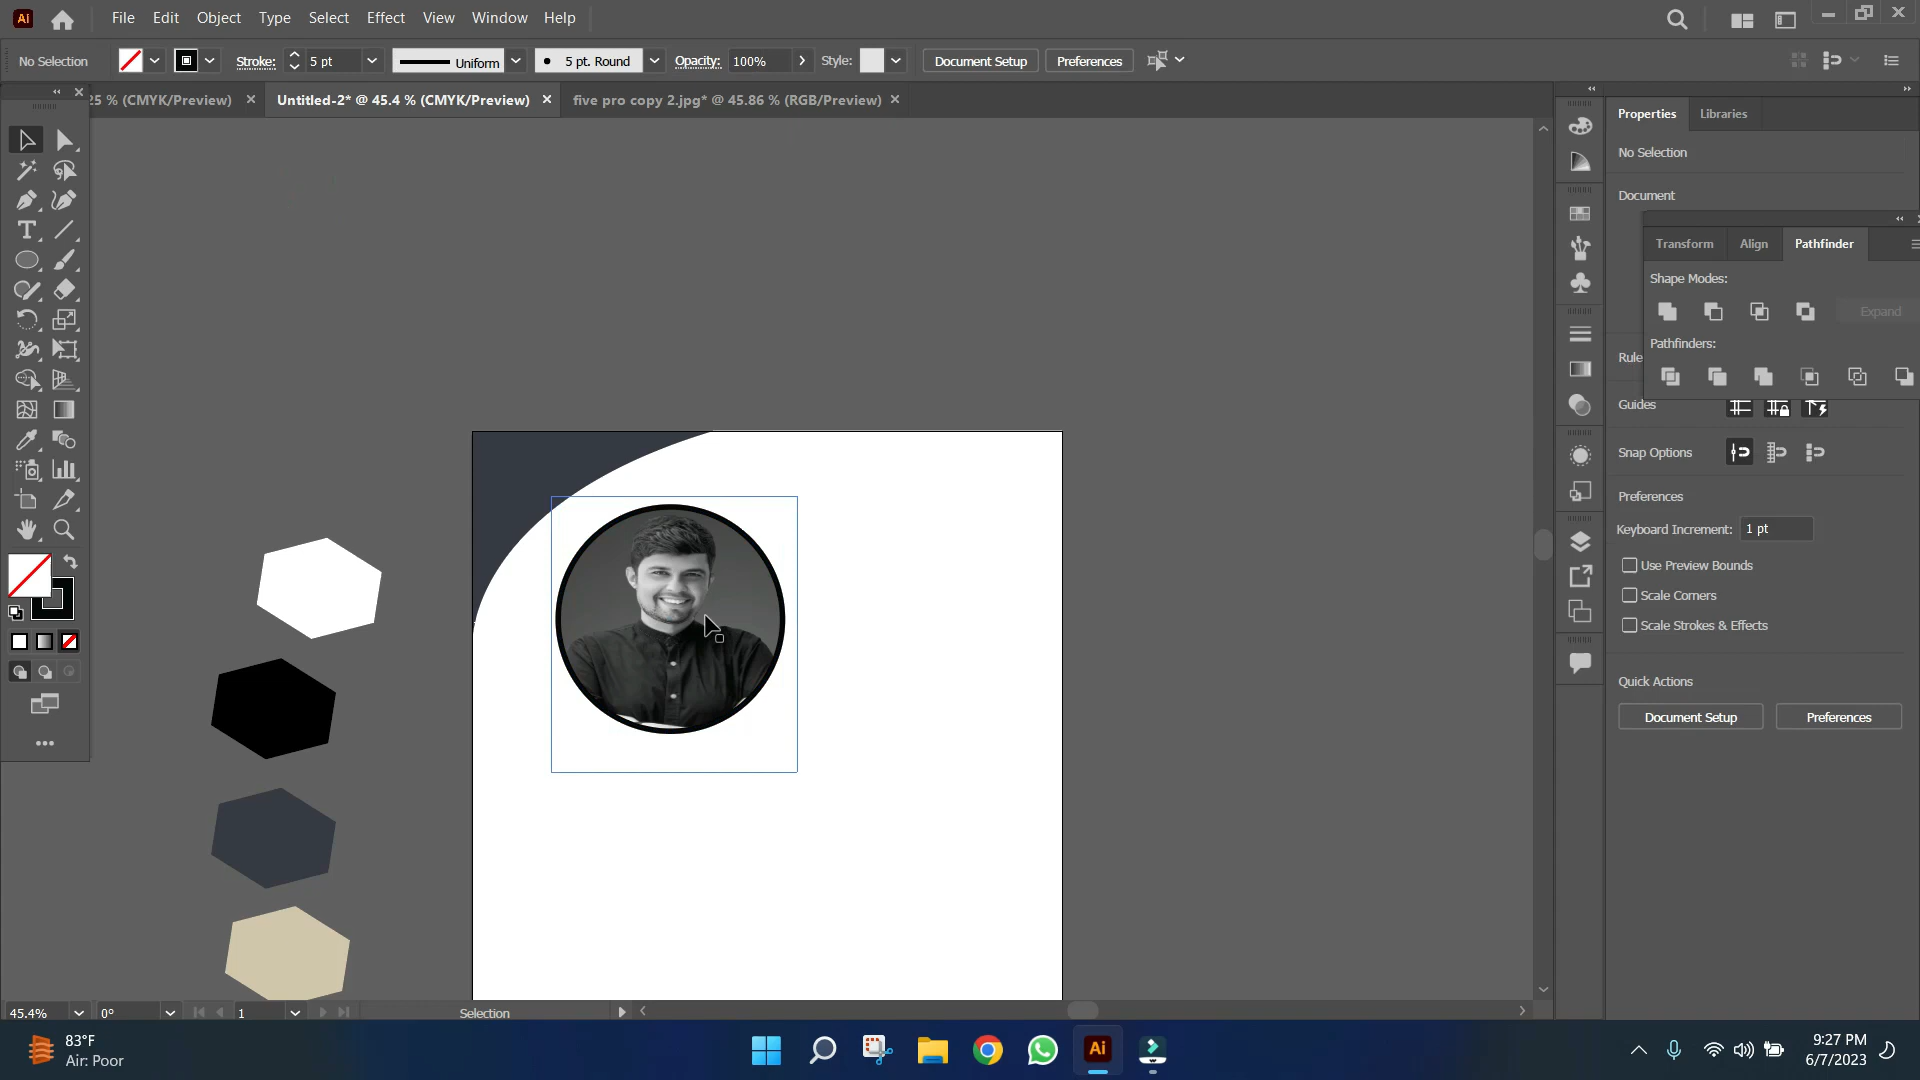 Ai File Edit Object Type Select Effect View Window Help
No Selection Stroke: 5 pt Uniform 5 pt. Round Opacity: 100% Style: Document Setup Preferences
25 % (CMYK/Preview) Untitled-2* @ 45.4 % (CMYK/Preview) five pro copy 2.jpg* @ 45.86 % (RGB/Preview)
Properties Libraries
No Selection
Document
Transform Align Pathfinder
Shape Modes:
Expand
Pathfinders:
Rule
Guides
Snap Options
Preferences
Keyboard Increment: 1 pt
Use Preview Bounds
Scale Corners
Scale Strokes & Effects
Quick Actions
Document Setup Preferences
45.4% 0° 1 Selection
83°F
Air: Poor
Ai
9:27 PM
6/7/2023